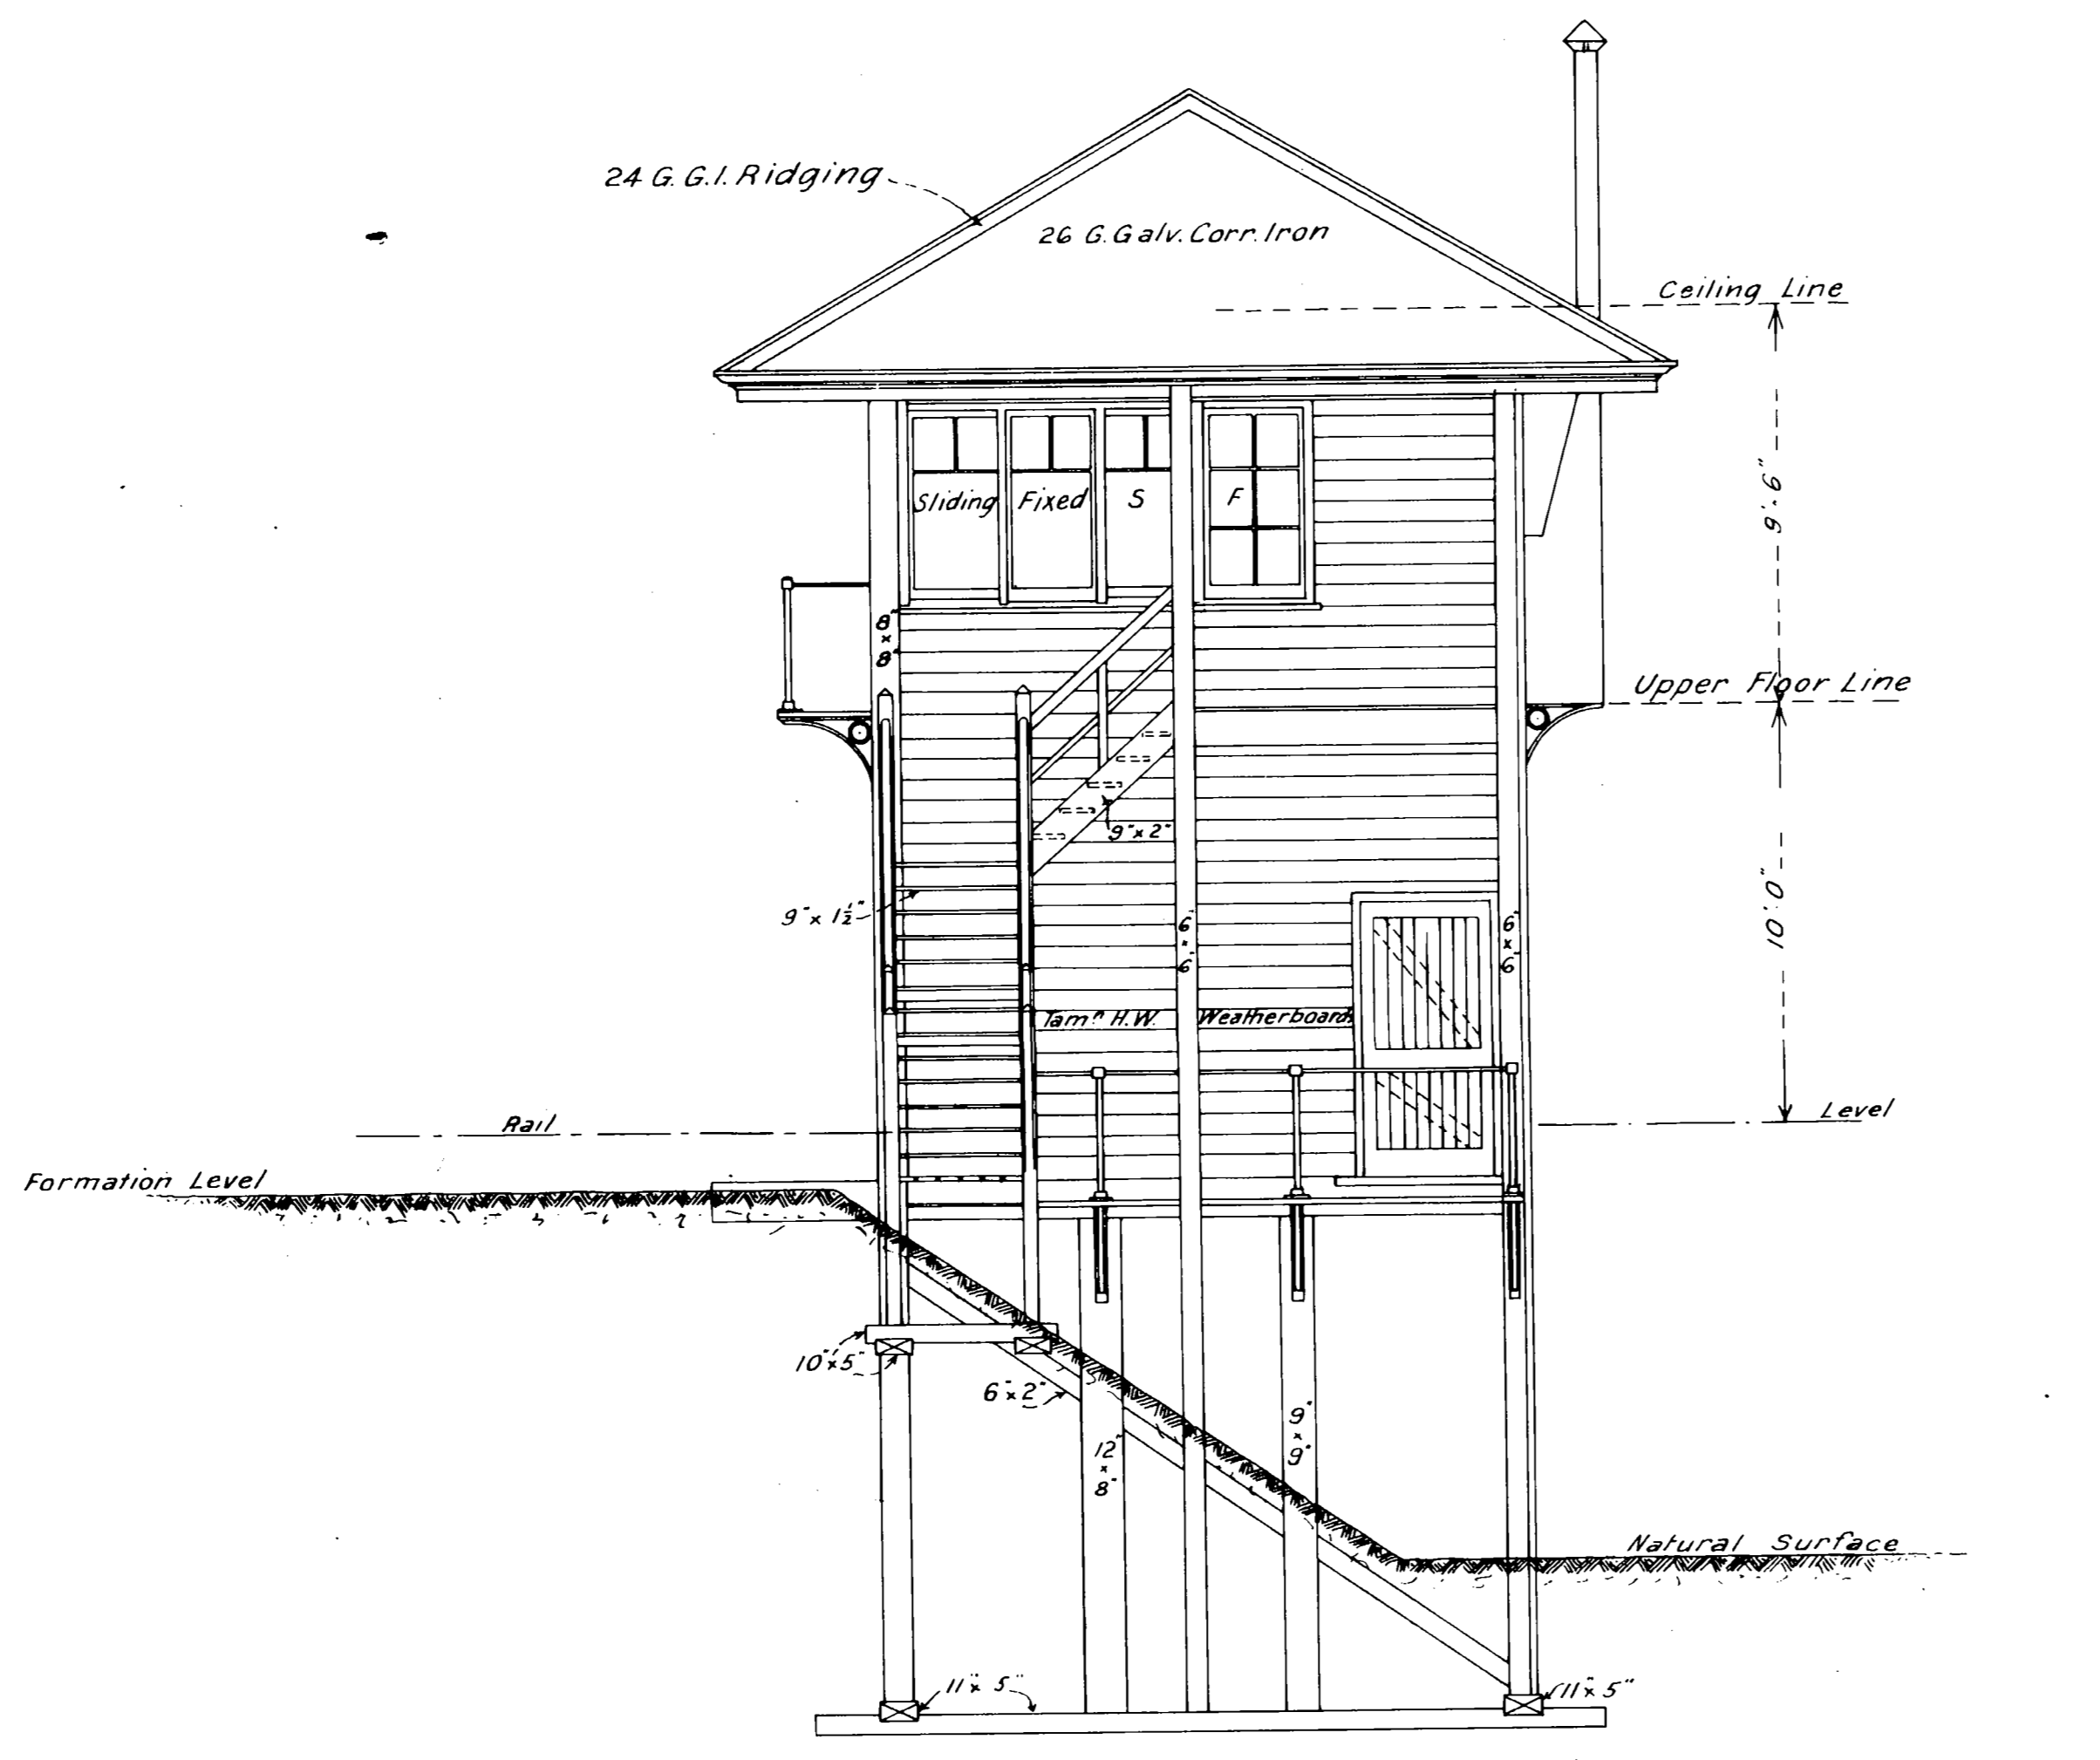 24 G. G.I. Ridging
26 G. Galv. Corr. Iron
Ceiling Line
Sliding
Fixed
S
F
9'·6"
8"
×
8"
Upper Floor Line
9"×2"
9"×1½"
6"
×
6"
6"
×
6"
10'·0"
Tamⁿ H.W. Weatherboards
Rail
Level
Formation Level
10"×5"
6"×2"
9"
×
9"
12"
×
8"
Natural Surface
11"×5"
11"×5"